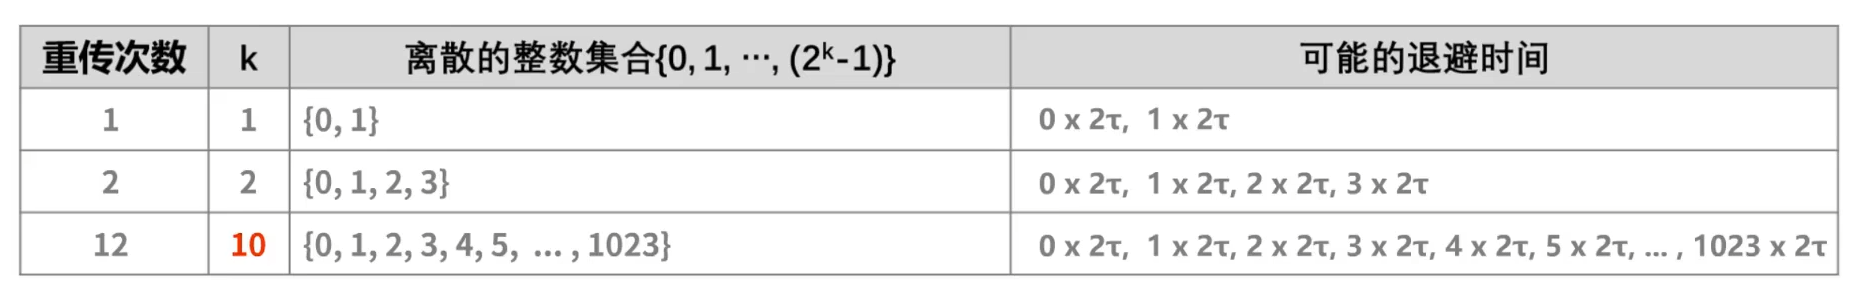 重传次数 k 离散的整数集合{0, 1, ⋯, (2ᵏ-1)} 可能的退避时间
1 1 {0, 1} 0 x 2τ, 1 x 2τ
2 2 {0, 1, 2, 3} 0 x 2τ, 1 x 2τ, 2 x 2τ, 3 x 2τ
12 10 {0, 1, 2, 3, 4, 5, ... , 1023} 0 x 2τ, 1 x 2τ, 2 x 2τ, 3 x 2τ, 4 x 2τ, 5 x 2τ, ... , 1023 x 2τ